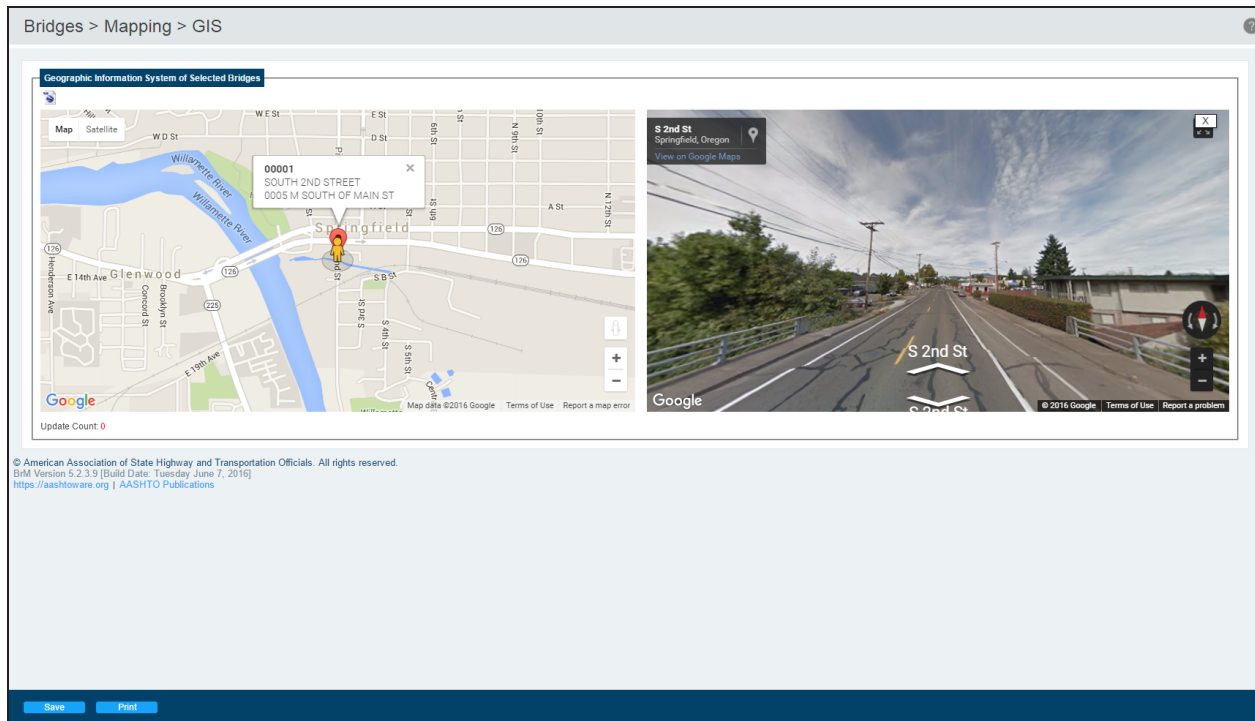 Bridges > Mapping > GIS
?
Geographic Information System of Selected Bridges
Map Satellite
W E St
E St
W D St
D St
6th St
N 9th St
10th St
Willamette River
Willamette River
00001
SOUTH 2ND STREET
0005 M SOUTH OF MAIN ST
A St
N 12th St
5th St
Springfield
126
126
126
126
Henderson Ave
E 14th Ave
Glenwood
2nd St
S B St
Concord St
Brooklyn St
225
S 3rd St
S 4th St
S 5th St
E 19th Ave
+
−
Google
Map data ©2016 Google Terms of Use Report a map error
S 2nd St
Springfield, Oregon
View on Google Maps
X
S 2nd St
S 2nd St
+
−
Google
© 2016 Google Terms of Use Report a problem
Update Count: 0
© American Association of State Highway and Transportation Officials. All rights reserved.
BrM Version 5.2.3.9 [Build Date: Tuesday June 7, 2016]
https://aashtoware.org | AASHTO Publications
Save Print